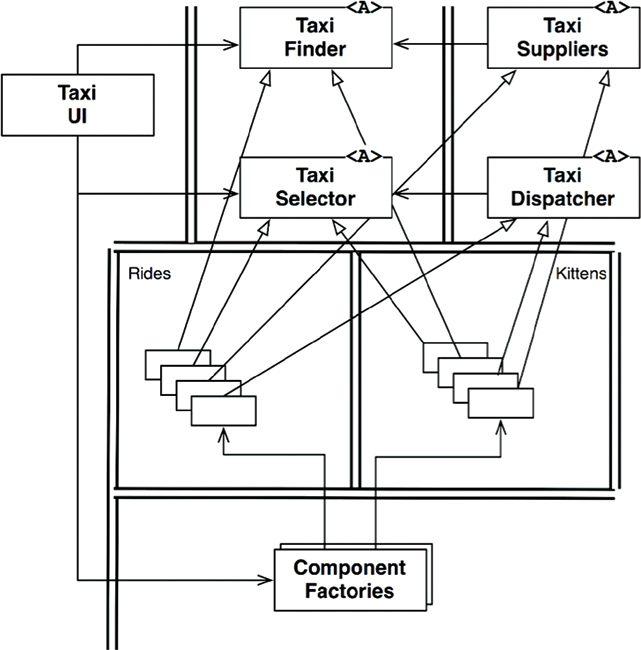 <A>
Taxi
Finder
<A>
Taxi
Suppliers
Taxi
UI
<A>
Taxi
Selector
<A>
Taxi
Dispatcher
Rides
Kittens
Component
Factories